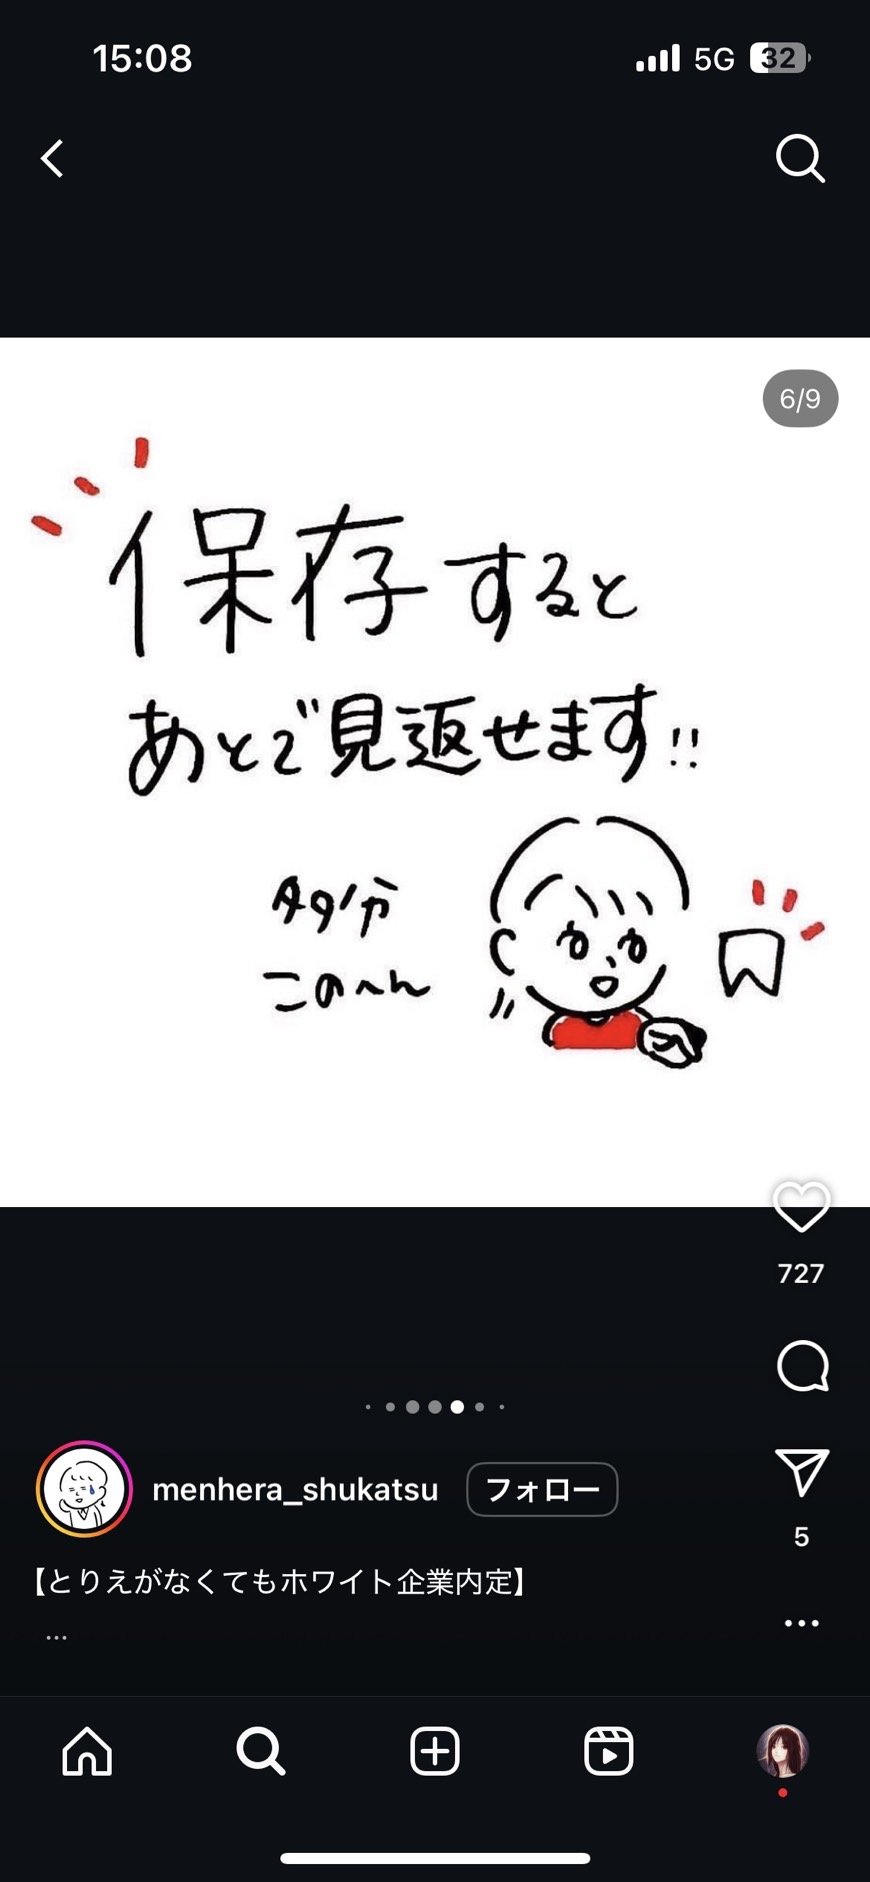 15:08
5G 32
6/9
保存すると
あとで見返せます!!
タタ分
このへん
727
menhera_shukatsu フォロー
5
【とりえがなくてもホワイト企業内定】
...